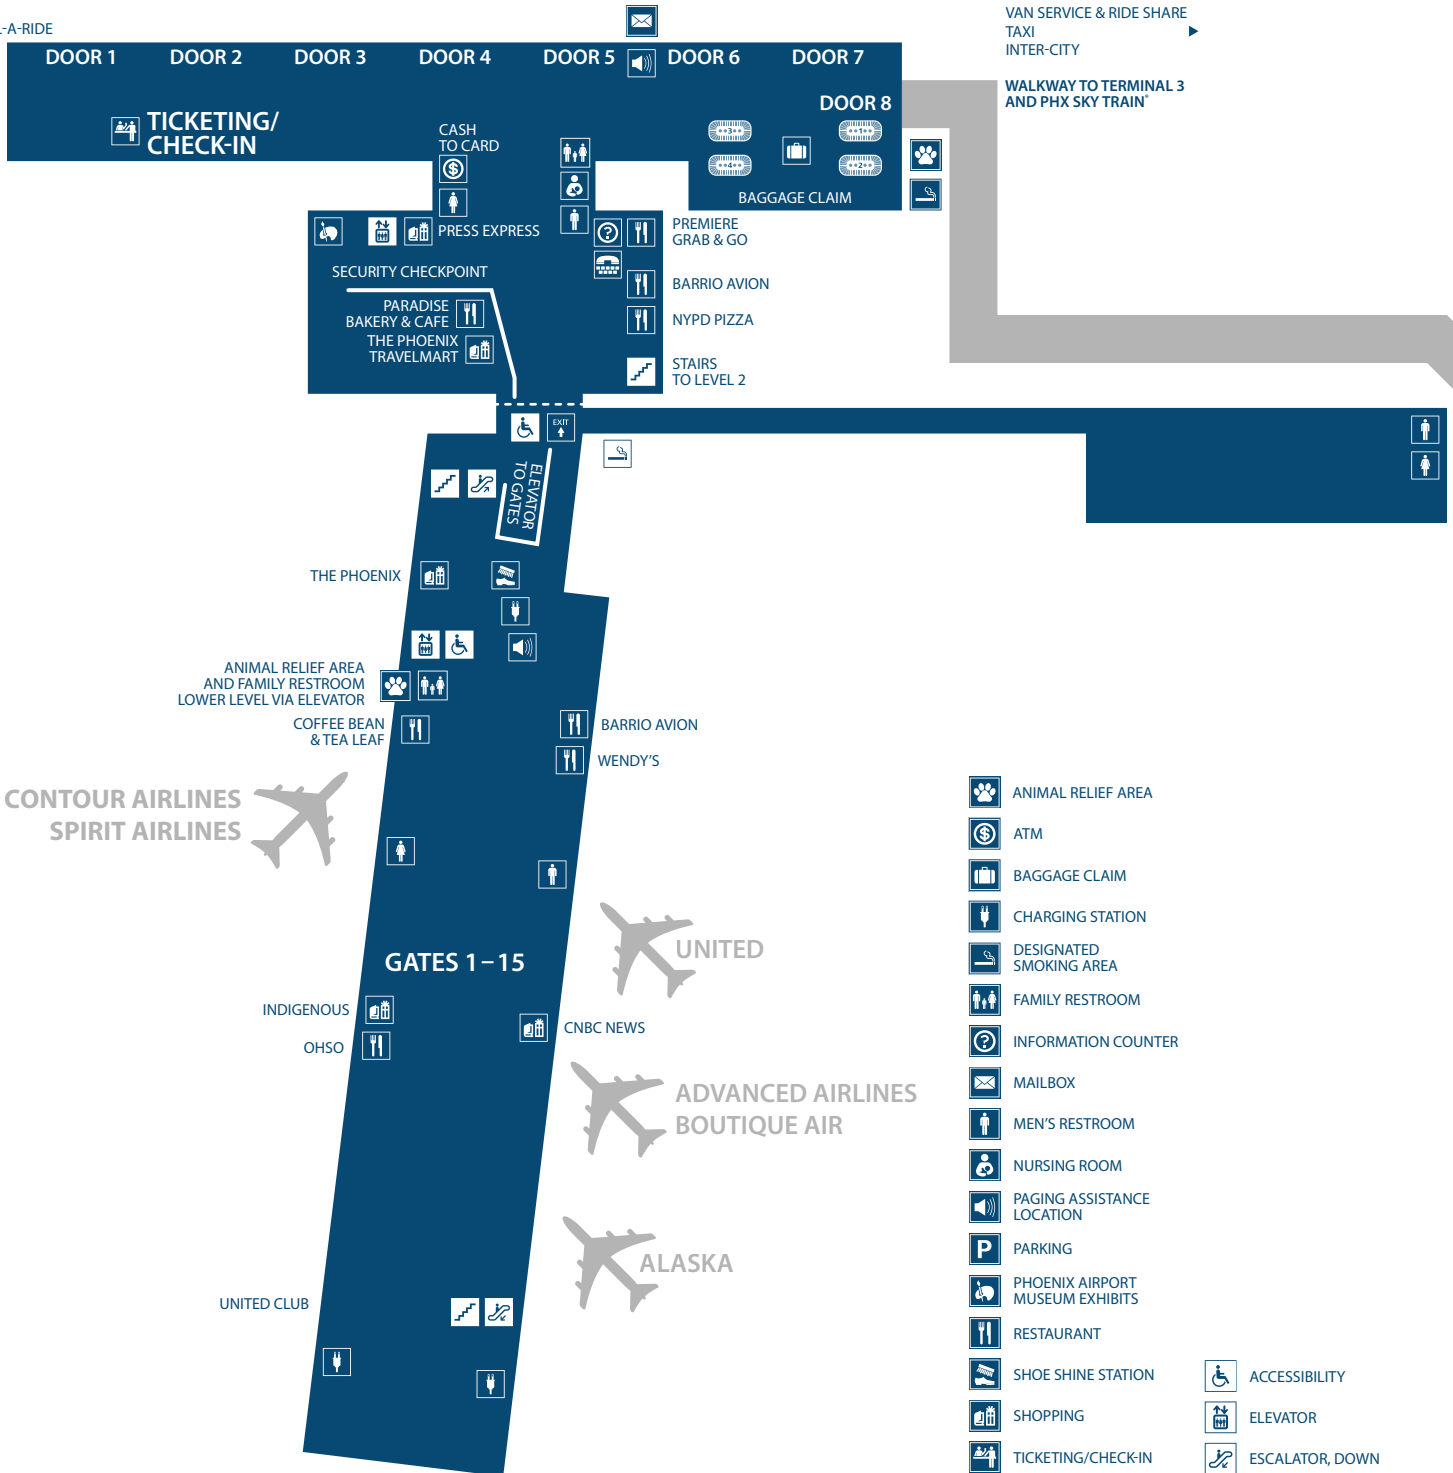 L-A-RIDE
VAN SERVICE & RIDE SHARE
TAXI
INTER-CITY
WALKWAY TO TERMINAL 3
AND PHX SKY TRAIN®
DOOR 1
DOOR 2
DOOR 3
DOOR 4
DOOR 5
DOOR 6
DOOR 7
DOOR 8
TICKETING/
CHECK-IN
CASH
TO CARD
3
1
4
2
BAGGAGE CLAIM
PRESS EXPRESS
PREMIERE
GRAB & GO
SECURITY CHECKPOINT
BARRIO AVION
PARADISE
BAKERY & CAFE
NYPD PIZZA
THE PHOENIX
TRAVELMART
STAIRS
TO LEVEL 2
EXIT
ELEVATOR
TO GATES
THE PHOENIX
ANIMAL RELIEF AREA
AND FAMILY RESTROOM
LOWER LEVEL VIA ELEVATOR
COFFEE BEAN
& TEA LEAF
BARRIO AVION
WENDY'S
CONTOUR AIRLINES
SPIRIT AIRLINES
UNITED
GATES 1–15
INDIGENOUS
CNBC NEWS
OHSO
ADVANCED AIRLINES
BOUTIQUE AIR
ALASKA
UNITED CLUB
ANIMAL RELIEF AREA
ATM
BAGGAGE CLAIM
CHARGING STATION
DESIGNATED
SMOKING AREA
FAMILY RESTROOM
INFORMATION COUNTER
MAILBOX
MEN'S RESTROOM
NURSING ROOM
PAGING ASSISTANCE
LOCATION
P
PARKING
PHOENIX AIRPORT
MUSEUM EXHIBITS
RESTAURANT
SHOE SHINE STATION
SHOPPING
TICKETING/CHECK-IN
ACCESSIBILITY
ELEVATOR
ESCALATOR, DOWN